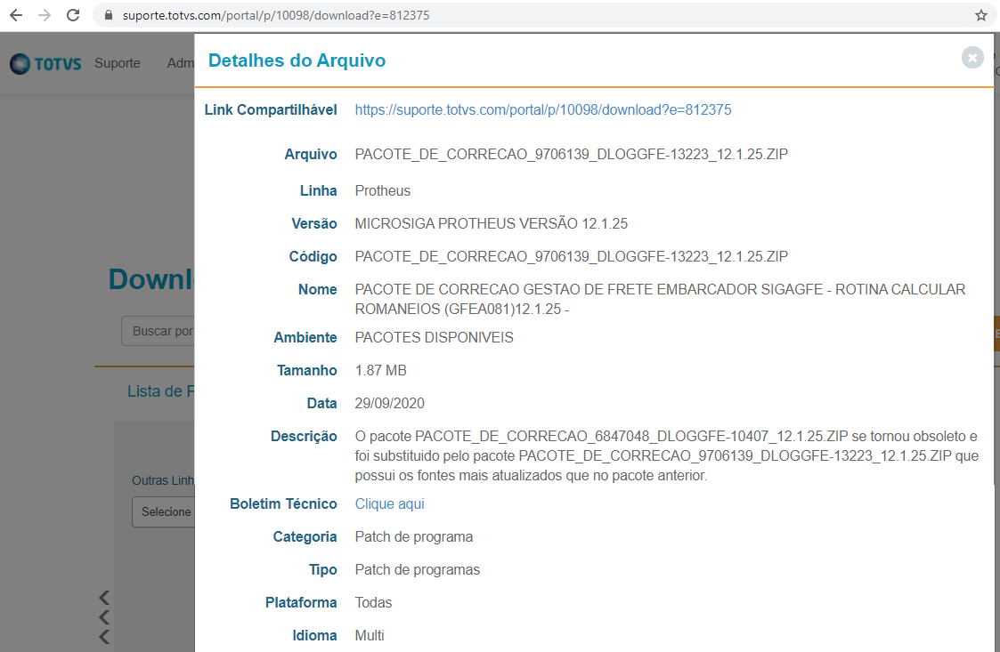 suporte.totvs.com/portal/p/10098/download?e=812375
TOTVS Suporte Adm
Detalhes do Arquivo
Link Compartilhável https://suporte.totvs.com/portal/p/10098/download?e=812375
Arquivo PACOTE_DE_CORRECAO_9706139_DLOGGFE-13223_12.1.25.ZIP
Linha Protheus
Versão MICROSIGA PROTHEUS VERSÃO 12.1.25
Código PACOTE_DE_CORRECAO_9706139_DLOGGFE-13223_12.1.25.ZIP
Downl
Nome PACOTE DE CORRECAO GESTAO DE FRETE EMBARCADOR SIGAGFE - ROTINA CALCULAR
ROMANEIOS (GFEA081)12.1.25 -
Buscar por
Ambiente PACOTES DISPONIVEIS
Tamanho 1.87 MB
Lista de P
Data 29/09/2020
Descrição O pacote PACOTE_DE_CORRECAO_6847048_DLOGGFE-10407_12.1.25.ZIP se tornou obsoleto e
foi substituido pelo pacote PACOTE_DE_CORRECAO_9706139_DLOGGFE-13223_12.1.25.ZIP que
possui os fontes mais atualizados que no pacote anterior.
Outras Linh
Boletim Técnico Clique aqui
Selecione
Categoria Patch de programa
Tipo Patch de programas
Plataforma Todas
Idioma Multi